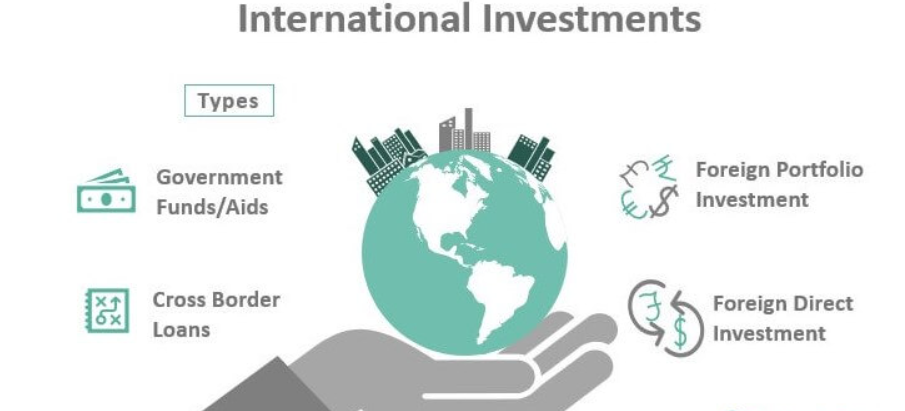 International Investments
Types
Government
Funds/Aids
Cross Border
Loans
Foreign Portfolio
Investment
Foreign Direct
Investment